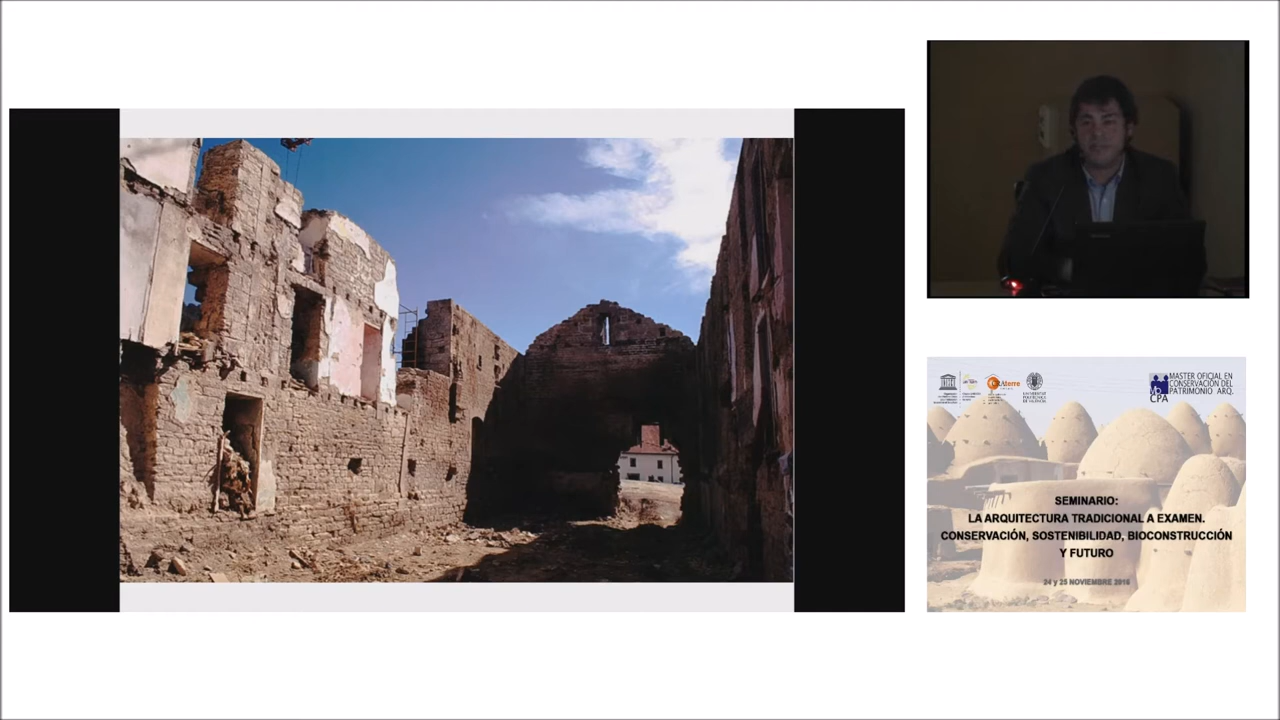 CRAterre
MASTER OFICIAL EN
CONSERVACIÓN DEL
PATRIMONIO ARQ.
CPA
SEMINARIO:
LA ARQUITECTURA TRADICIONAL A EXAMEN.
CONSERVACIÓN, SOSTENIBILIDAD, BIOCONSTRUCCIÓN
Y FUTURO
24 y 25 NOVIEMBRE 2016